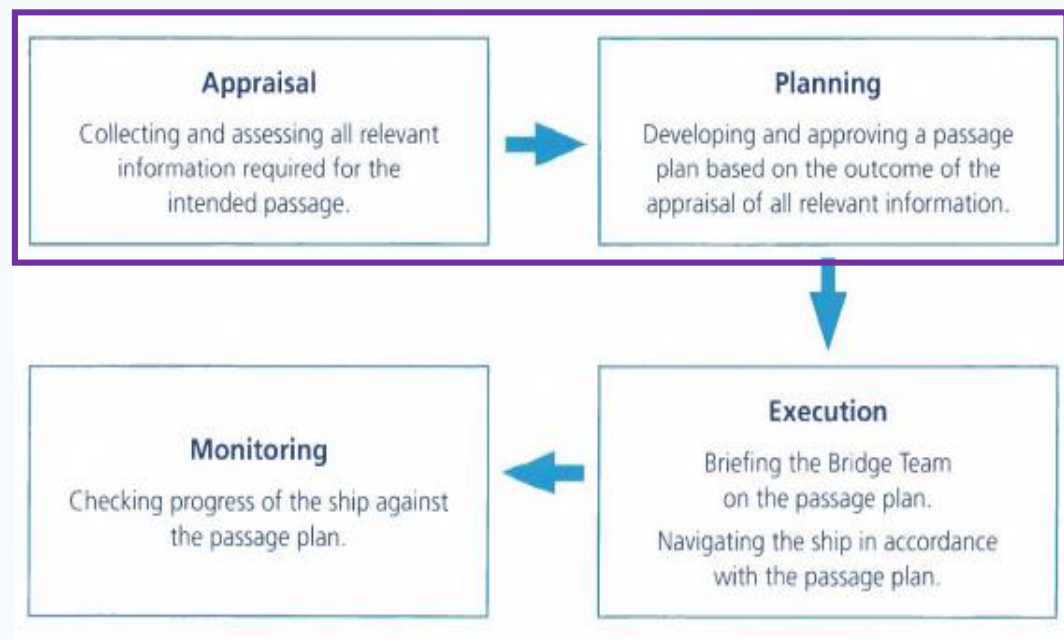 Appraisal
Collecting and assessing all relevant
information required for the
intended passage.
Planning
Developing and approving a passage
plan based on the outcome of the
appraisal of all relevant information.
Execution
Briefing the Bridge Team
on the passage plan.
Navigating the ship in accordance
with the passage plan.
Monitoring
Checking progress of the ship against
the passage plan.